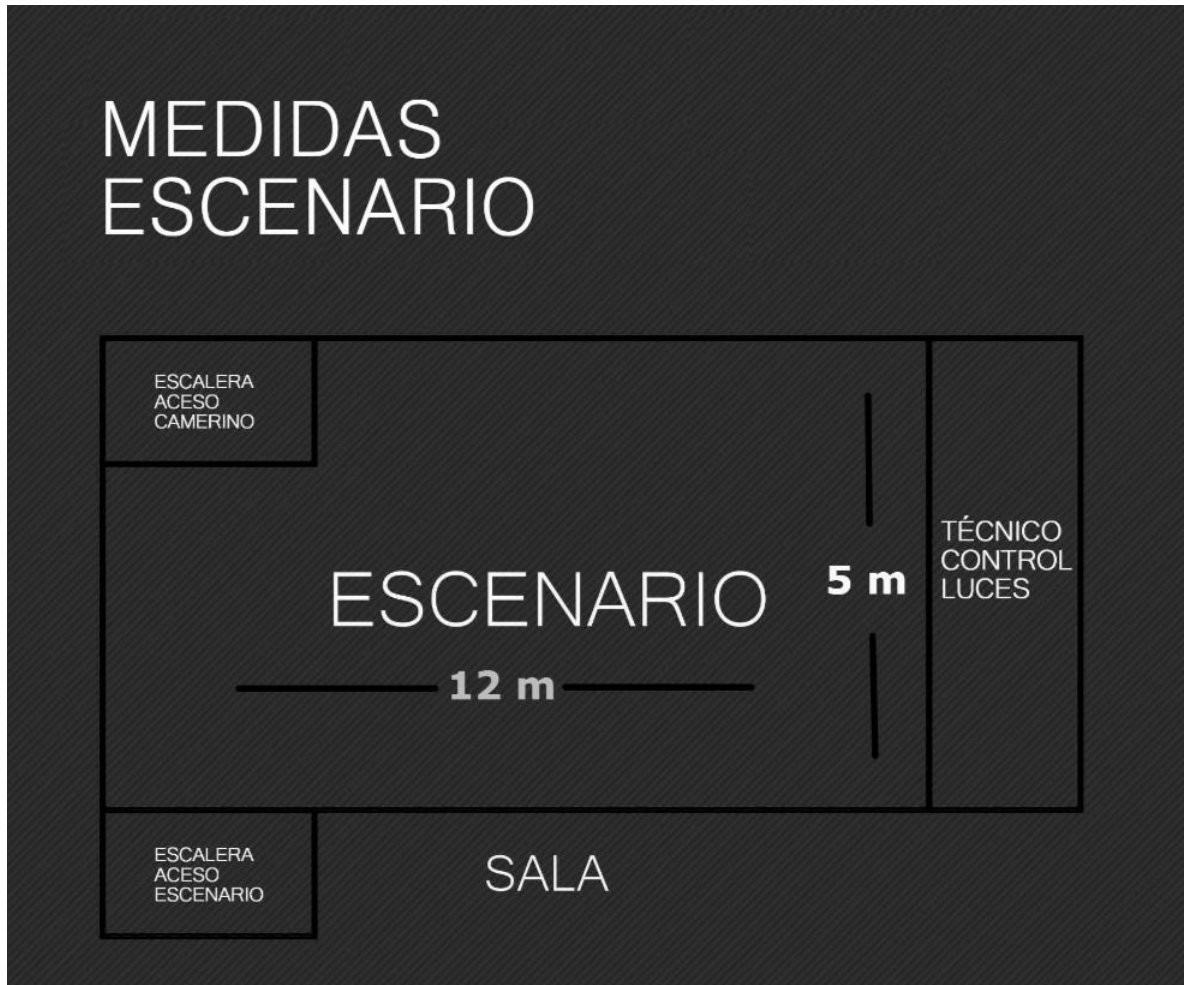 MEDIDAS
ESCENARIO
ESCALERA
ACESO
CAMERINO
TÉCNICO
CONTROL
LUCES
ESCENARIO
5 m
12 m
ESCALERA
ACESO
ESCENARIO
SALA